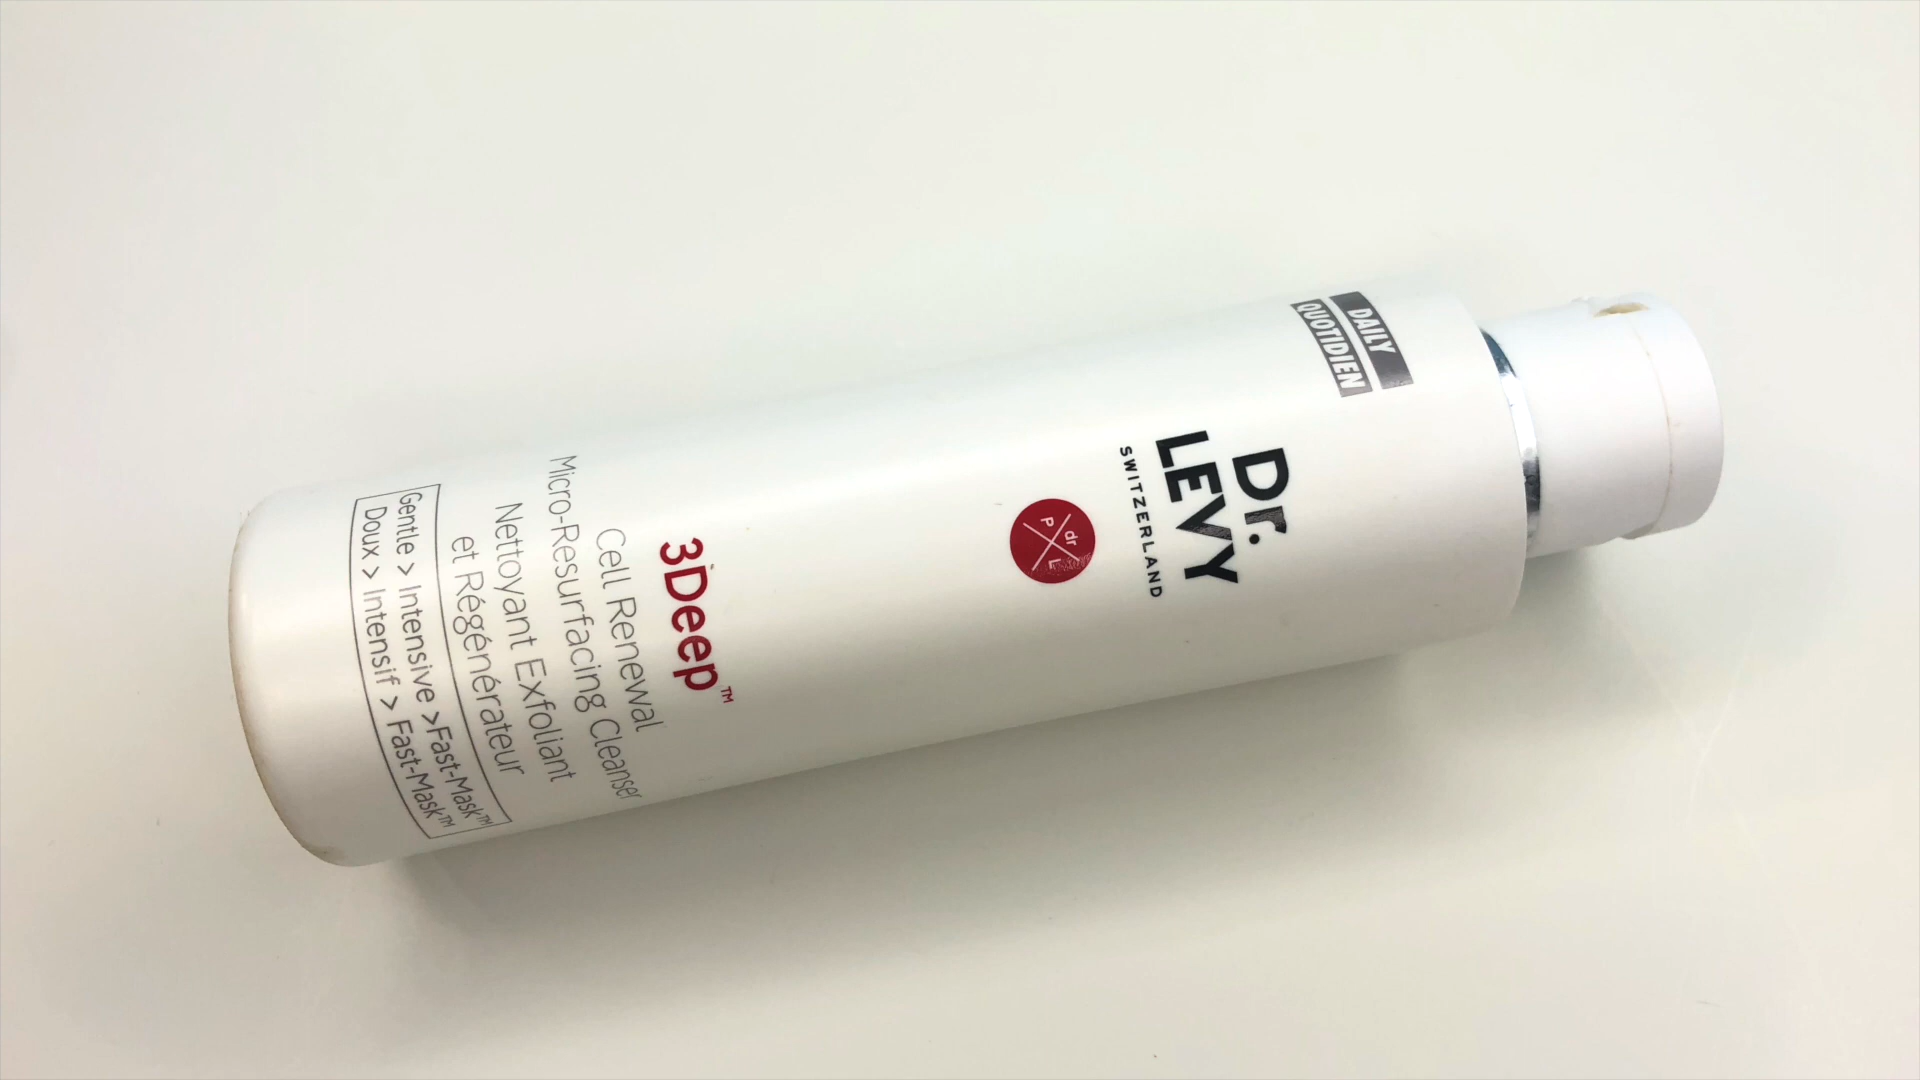 DAILY
QUOTIDIEN
Dr.
LEVY
SWITZERLAND
dr
P L
3Deep™
Cell Renewal
Micro-Resurfacing Cleanser
Nettoyant Exfoliant
et Régénérateur
Gentle > Intensive >Fast-Mask™
Doux > Intensif > Fast-Mask™